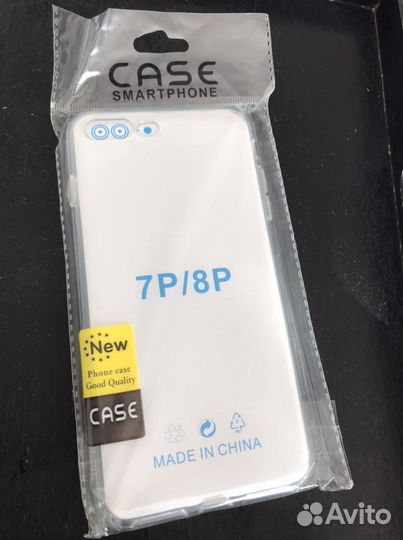 CASE
SMARTPHONE
7P/8P
New
Phone case
Good Quality
CASE
MADE IN CHINA
Avito